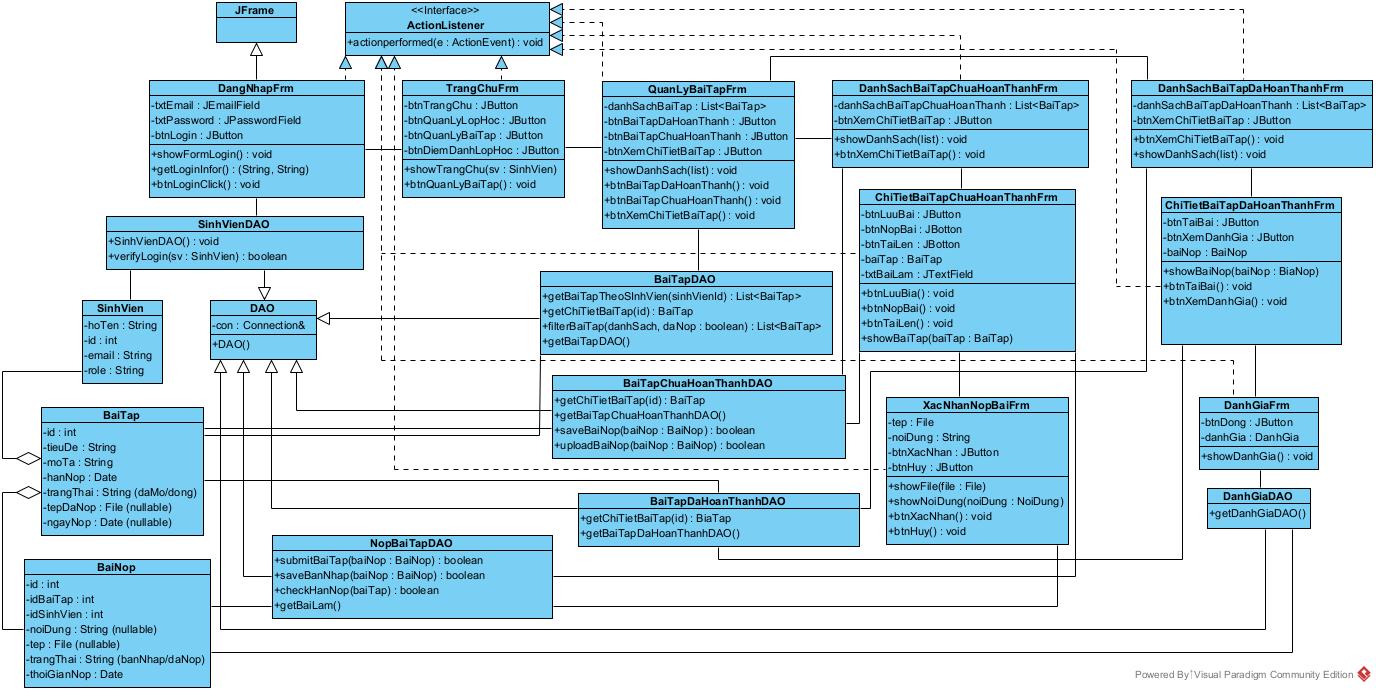 JFrame
<<Interface>>
ActionListener
+actionperformed(e : ActionEvent) : void
DangNhapFrm
-txtEmail : JEmailField
-txtPassword : JPasswordField
-btnLogin : JButton
+showFormLogin() : void
+getLoginInfor() : (String, String)
+btnLoginClick() : void
TrangChuFrm
-btnTrangChu : JButton
-btnQuanLyLopHoc : JButton
-btnQuanLyBaiTap : JButton
-btnDiemDanhLopHoc : JButton
+showTrangChu(sv : SinhVien)
+btnQuanLyBaiTap() : void
QuanLyBaiTapFrm
-danhSachBaiTap : List<BaiTap>
-btnBaiTapDaHoanThanh : JButton
-btnBaiTapChuaHoanThanh : JButton
-btnXemChiTietBaiTap : JButton
+showDanhSach(list) : void
+btnBaiTapDaHoanThanh() : void
+btnBaiTapChuaHoanThanh() : void
+btnXemChiTietBaiTap() : void
DanhSachBaiTapChuaHoanThanhFrm
-danhSachBaiTapChuaHoanThanh : List<BaiTap>
-btnXemChiTietBaiTap : JButton
+showDanhSach(list) : void
+btnXemChiTietBaiTap() : void
DanhSachBaiTapDaHoanThanhFrm
-danhSachBaiTapDaHoanThanh : List<BaiTap>
-btnXemChiTietBaiTap : JButton
+btnXemChiTietBaiTap() : void
+showDanhSach(list) : void
SinhVienDAO
+SinhVienDAO() : void
+verifyLogin(sv : SinhVien) : boolean
ChiTietBaiTapChuaHoanThanhFrm
-btnLuuBai : JButton
-btnNopBai : JBotton
-btnTaiLen : JBotton
-baiTap : BaiTap
-txtBaiLam : JTextField
+btnLuuBia() : void
+btnNopBai() : void
+btnTaiLen() : void
+showBaiTap(baiTap : BaiTap)
ChiTietBaiTapDaHoanThanhFrm
-btnTaiBai : JButton
-btnXemDanhGia : JButton
-baiNop : BaiNop
+showBaiNop(baiNop : BiaNop)
+btnTaiBai() : void
+btnXemDanhGia() : void
BaiTapDAO
+getBaiTapTheoSInhVien(sinhVienId) : List<BaiTap>
+getChiTietBaiTap(id) : BaiTap
+filterBaiTap(danhSach, daNop : boolean) : List<BaiTap>
+getBaiTapDAO()
SinhVien
-hoTen : String
-id : int
-email : String
-role : String
DAO
-con : Connection&
+DAO()
BaiTapChuaHoanThanhDAO
+getChiTietBaiTap(id) : BaiTap
+getBaiTapChuaHoanThanhDAO()
+saveBaiNop(baiNop : BaiNop) : boolean
+uploadBaiNop(baiNop : BaiNop) : boolean
XacNhanNopBaiFrm
-tep : File
-noiDung : String
-btnXacNhan : JButton
-btnHuy : JButton
+showFile(file : File)
+showNoiDung(noiDung : NoiDung)
+btnXacNhan() : void
+btnHuy() : void
DanhGiaFrm
-btnDong : JButton
-danhGia : DanhGia
+showDanhGia() : void
BaiTap
-id : int
-tieuDe : String
-moTa : String
-hanNop : Date
-trangThai : String (daMo/dong)
-tepDaNop : File (nullable)
-ngayNop : Date (nullable)
BaiTapDaHoanThanhDAO
+getChiTietBaiTap(id) : BiaTap
+getBaiTapDaHoanThanhDAO()
DanhGiaDAO
+getDanhGiaDAO()
NopBaiTapDAO
+submitBaiTap(baiNop : BaiNop) : boolean
+saveBanNhap(baiNop : BaiNop) : boolean
+checkHanNop(baiTap) : boolean
+getBaiLam()
BaiNop
-id : int
-idBaiTap : int
-idSinhVien : int
-noiDung : String (nullable)
-tep : File (nullable)
-trangThai : String (banNhap/daNop)
-thoiGianNop : Date
Powered By Visual Paradigm Community Edition